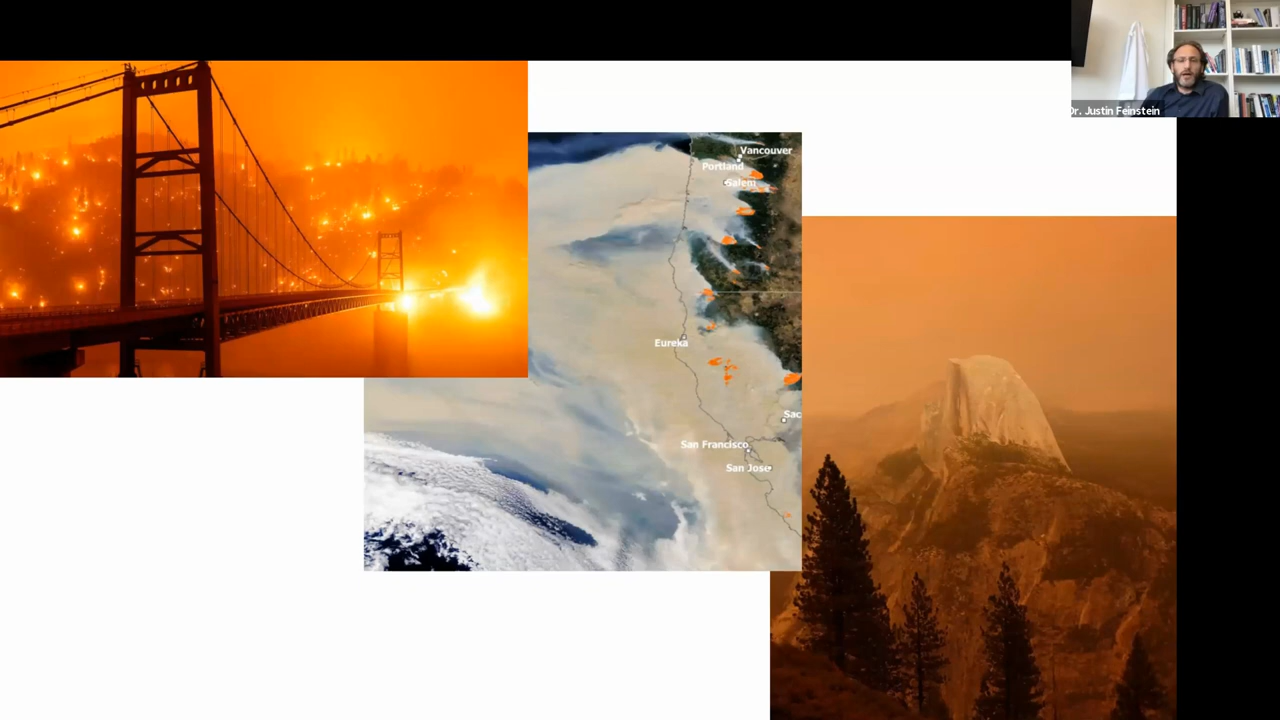 Dr. Justin Feinstein
Vancouver
Portland
Salem
Eureka
Sac
San Francisco
San Jose